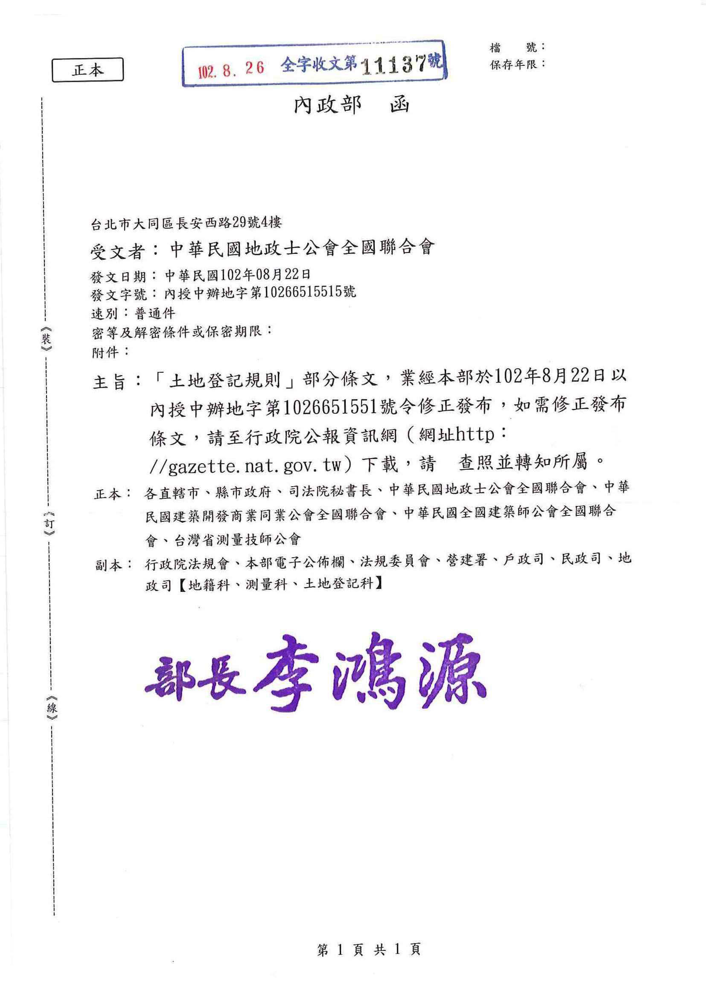 檔　　號：
保存年限：
正本
102. 8. 26 全字收文第11137號
內政部　函
台北市大同區長安西路29號4樓
受文者：中華民國地政士公會全國聯合會
發文日期：中華民國102年08月22日
發文字號：內授中辦地字第10266515515號
速別：普通件
密等及解密條件或保密期限：
附件：
主旨：「土地登記規則」部分條文，業經本部於102年8月22日以
內授中辦地字第1026651551號令修正發布，如需修正發布
條文，請至行政院公報資訊網（網址http：
//gazette.nat.gov.tw）下載，請　查照並轉知所屬。
正本：各直轄市、縣市政府、司法院秘書長、中華民國地政士公會全國聯合會、中華
民國建築開發商業同業公會全國聯合會、中華民國全國建築師公會全國聯合
會、台灣省測量技師公會
副本：行政院法規會、本部電子公佈欄、法規委員會、營建署、戶政司、民政司、地
政司【地籍科、測量科、土地登記科】
部長李鴻源
《裝》
《訂》
《線》
第 1 頁 共 1 頁